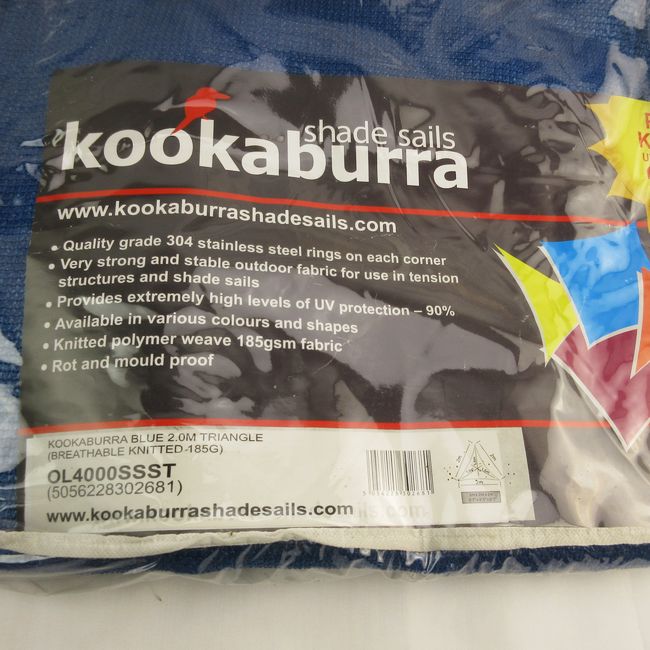 shade sails
kookaburra
www.kookaburrashadesails.com
• Quality grade 304 stainless steel rings on each corner
• Very strong and stable outdoor fabric for use in tension
structures and shade sails
• Provides extremely high levels of UV protection – 90%
• Available in various colours and shapes
• Knitted polymer weave 185gsm fabric
• Rot and mould proof
KOOKABURRA BLUE 2.0M TRIANGLE
(BREATHABLE KNITTED-185G)
OL4000SSST
(5056228302681)
www.kookaburrashadesails.com